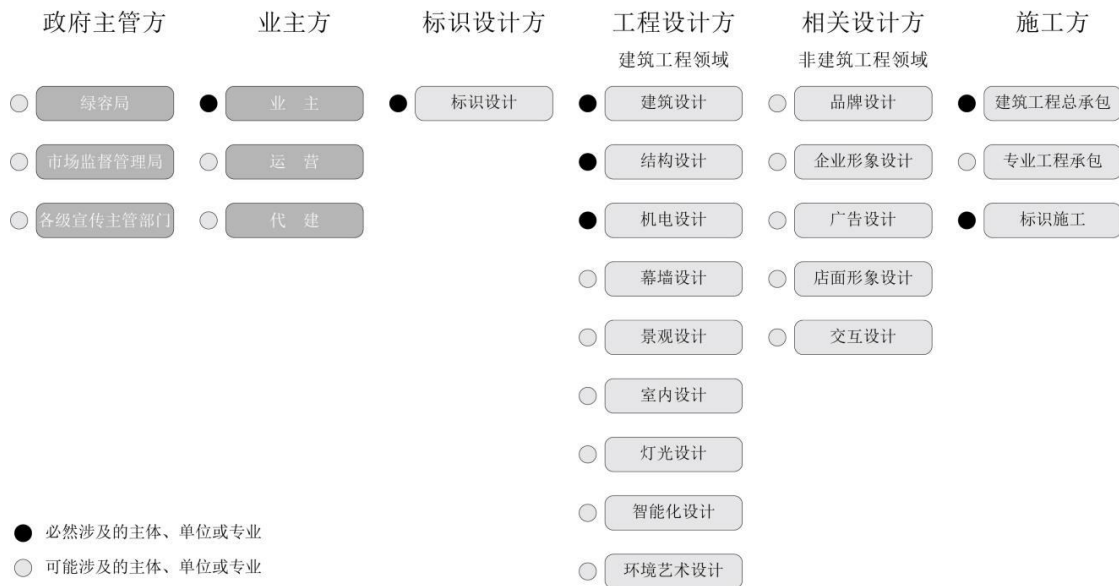 政府主管方
业主方
标识设计方
工程设计方
相关设计方
施工方
建筑工程领域
非建筑工程领域
绿容局
业 主
标识设计
建筑设计
品牌设计
建筑工程总承包
市场监督管理局
运 营
结构设计
企业形象设计
专业工程承包
各级宣传主管部门
代 建
机电设计
广告设计
标识施工
幕墙设计
店面形象设计
景观设计
交互设计
室内设计
灯光设计
智能化设计
环境艺术设计
必然涉及的主体、单位或专业
可能涉及的主体、单位或专业